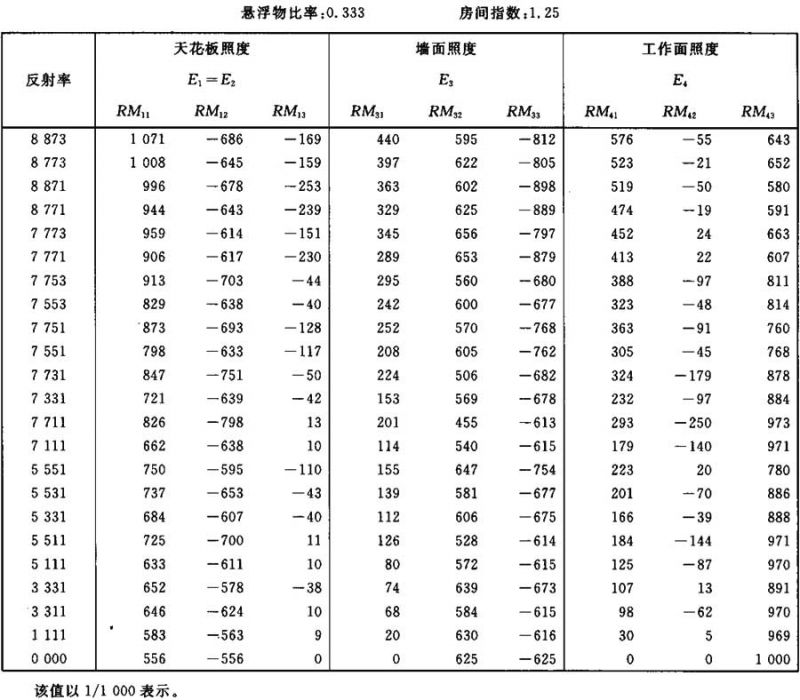 悬浮物比率:0.333 房间指数:1.25
反射率 天花板照度 墙面照度 工作面照度
E₁=E₂ E₃ E₄
RM₁₁ RM₁₂ RM₁₃ RM₃₁ RM₃₂ RM₃₃ RM₄₁ RM₄₂ RM₄₃
8 873 1 071 −686 −169 440 595 −812 576 −55 643
8 773 1 008 −645 −159 397 622 −805 523 −21 652
8 871 996 −678 −253 363 602 −898 519 −50 580
8 771 944 −643 −239 329 625 −889 474 −19 591
7 773 959 −614 −151 345 656 −797 452 24 663
7 771 906 −617 −230 289 653 −879 413 22 607
7 753 913 −703 −44 295 560 −680 388 −97 811
7 553 829 −638 −40 242 600 −677 323 −48 814
7 751 873 −693 −128 252 570 −768 363 −91 760
7 551 798 −633 −117 208 605 −762 305 −45 768
7 731 847 −751 −50 224 506 −682 324 −179 878
7 331 721 −639 −42 153 569 −678 232 −97 884
7 711 826 −798 13 201 455 −613 293 −250 973
7 111 662 −638 10 114 540 −615 179 −140 971
5 551 750 −595 −110 155 647 −754 223 20 780
5 531 737 −653 −43 139 581 −677 201 −70 886
5 331 684 −607 −40 112 606 −675 166 −39 888
5 511 725 −700 11 126 528 −614 184 −144 971
5 111 633 −611 10 80 572 −615 125 −87 970
3 331 652 −578 −38 74 639 −673 107 13 891
3 311 646 −624 10 68 584 −615 98 −62 970
1 111 583 −563 9 20 630 −616 30 5 969
0 000 556 −556 0 0 625 −625 0 0 1 000
该值以 1/1 000 表示。